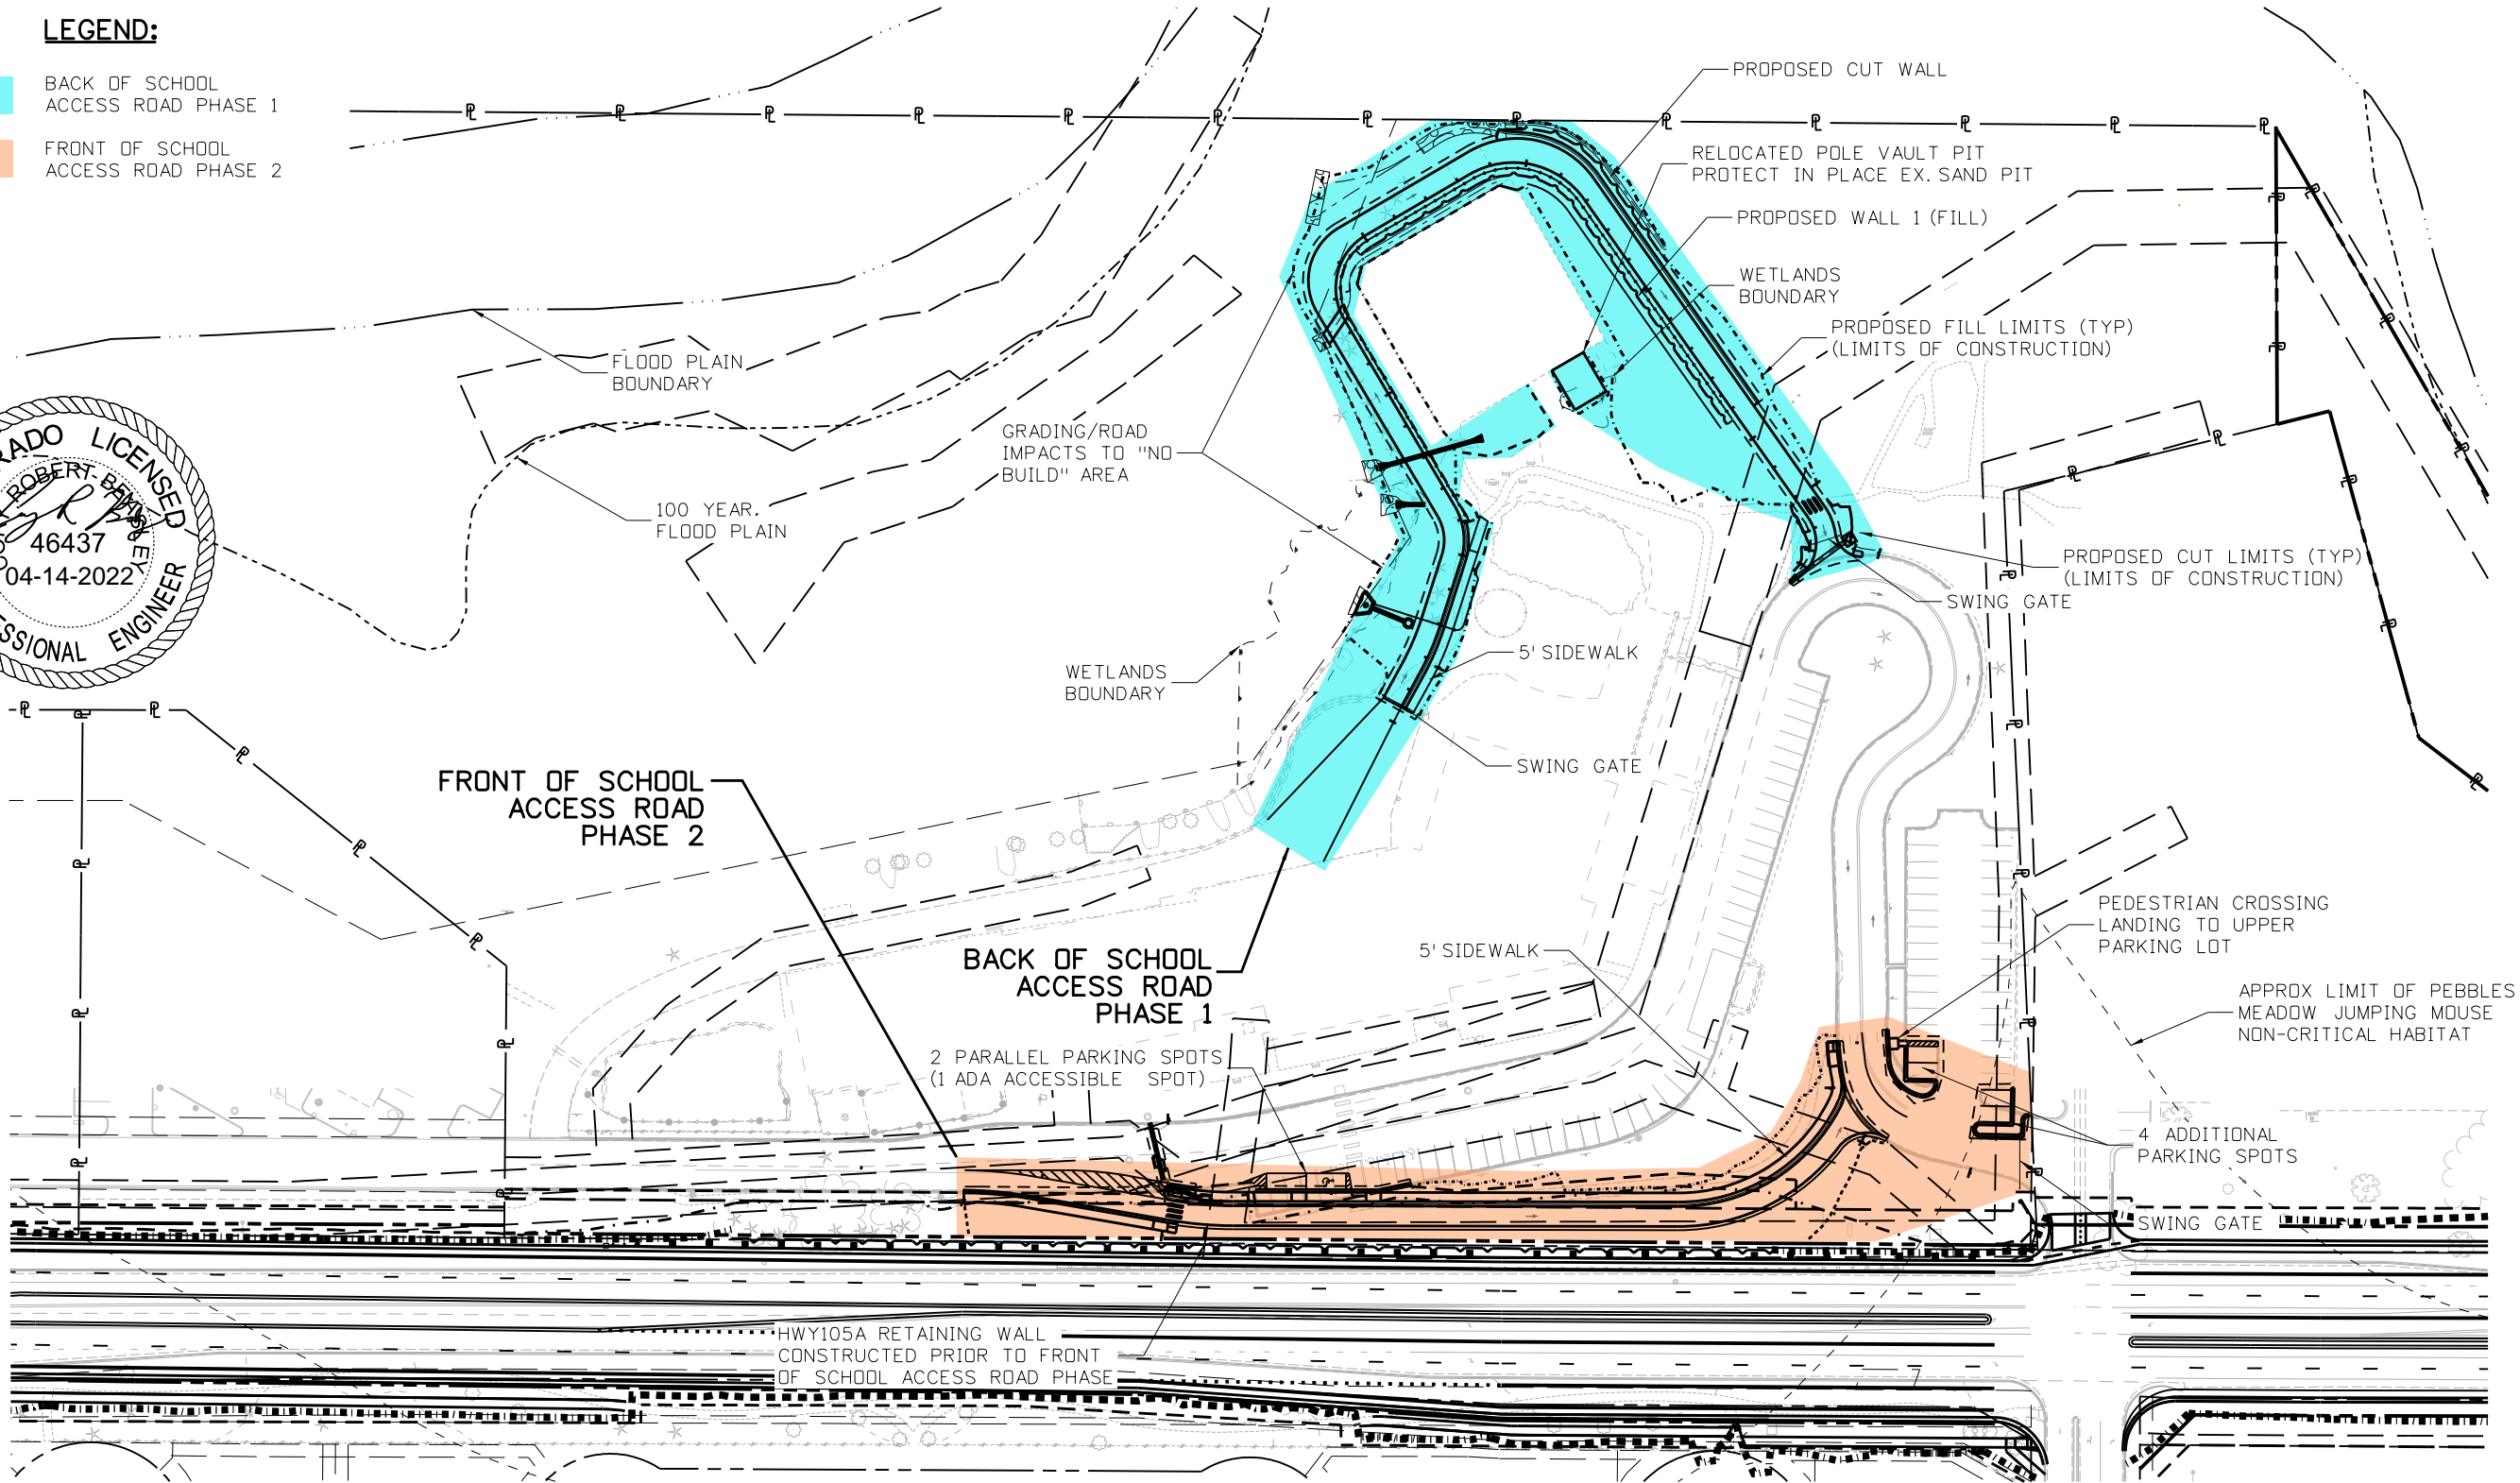 LEGEND:
BACK OF SCHOOL
ACCESS ROAD PHASE 1
FRONT OF SCHOOL
ACCESS ROAD PHASE 2
PROPOSED CUT WALL
RELOCATED POLE VAULT PIT
PROTECT IN PLACE EX. SAND PIT
PROPOSED WALL 1 (FILL)
WETLANDS
BOUNDARY
PROPOSED FILL LIMITS (TYP)
(LIMITS OF CONSTRUCTION)
FLOOD PLAIN
BOUNDARY
GRADING/ROAD
IMPACTS TO "NO
BUILD" AREA
100 YEAR.
FLOOD PLAIN
LICENSED
ROBERT
46437
04-14-2022
ENGINEER
PROPOSED CUT LIMITS (TYP)
(LIMITS OF CONSTRUCTION)
SWING GATE
5' SIDEWALK
WETLANDS
BOUNDARY
SWING GATE
FRONT OF SCHOOL
ACCESS ROAD
PHASE 2
BACK OF SCHOOL
ACCESS ROAD
PHASE 1
5' SIDEWALK
PEDESTRIAN CROSSING
LANDING TO UPPER
PARKING LOT
APPROX LIMIT OF PEBBLES
MEADOW JUMPING MOUSE
NON-CRITICAL HABITAT
2 PARALLEL PARKING SPOTS
(1 ADA ACCESSIBLE SPOT)
4 ADDITIONAL
PARKING SPOTS
SWING GATE
HWY105A RETAINING WALL
CONSTRUCTED PRIOR TO FRONT
OF SCHOOL ACCESS ROAD PHASE